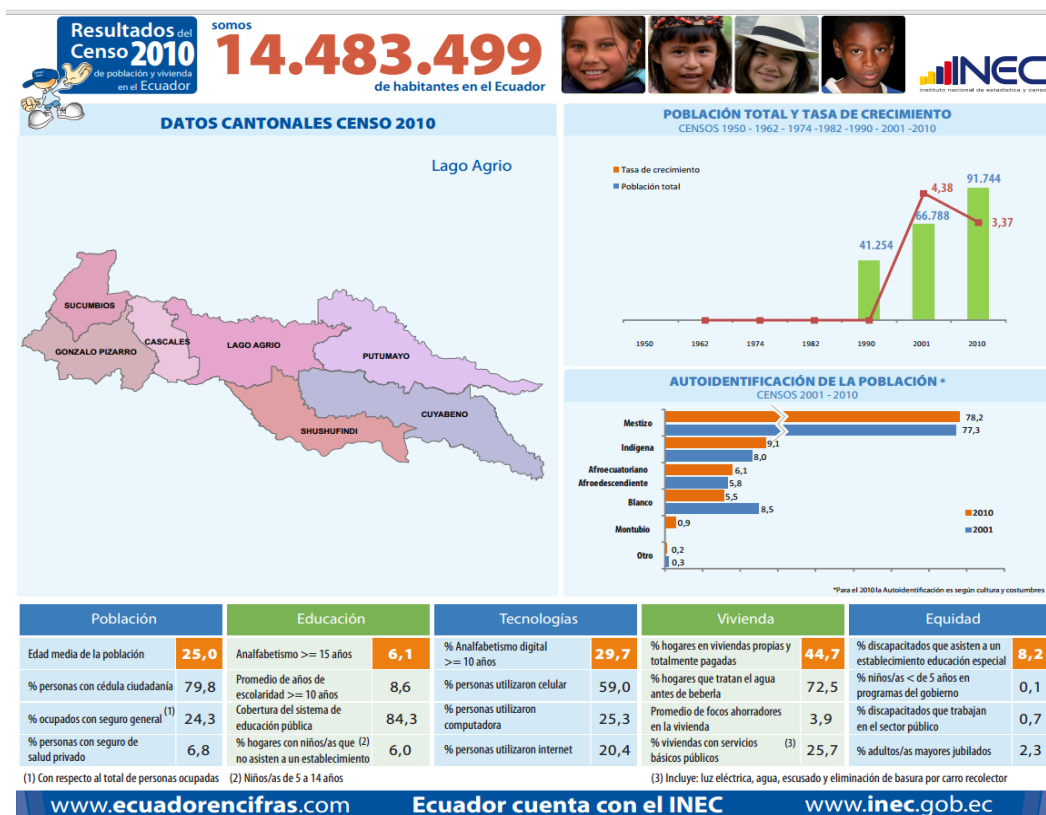 Resultados del
Censo 2010
de población y vivienda
en el Ecuador
somos
14.483.499
de habitantes en el Ecuador
INEC
instituto nacional de estadística y censos
DATOS CANTONALES CENSO 2010
Lago Agrio
SUCUMBIOS
GONZALO PIZARRO
CASCALES
LAGO AGRIO
PUTUMAYO
CUYABENO
SHUSHUFINDI
POBLACIÓN TOTAL Y TASA DE CRECIMIENTO
CENSOS 1950 - 1962 - 1974 -1982 -1990 - 2001 -2010
Tasa de crecimiento
Población total
41.254
66.788
91.744
4,38
3,37
1950 1962 1974 1982 1990 2001 2010
AUTOIDENTIFICACIÓN DE LA POBLACIÓN *
CENSOS 2001 - 2010
Mestizo
78,2
77,3
Indígena
9,1
8,0
Afroecuatoriano
Afrodescendiente
6,1
5,8
Blanco
5,5
8,5
Montubio
0,9
Otro
0,2
0,3
2010
2001
*Para el 2010 la Autoidentificación es según cultura y costumbres
Población
Edad media de la población 25,0
% personas con cédula ciudadanía 79,8
% ocupados con seguro general (1) 24,3
% personas con seguro de
salud privado 6,8
Educación
Analfabetismo >= 15 años 6,1
Promedio de años de
escolaridad >= 10 años 8,6
Cobertura del sistema de
educación pública 84,3
% hogares con niños/as que (2)
no asisten a un establecimiento 6,0
Tecnologías
% Analfabetismo digital
>= 10 años 29,7
% personas utilizaron celular 59,0
% personas utilizaron
computadora 25,3
% personas utilizaron internet 20,4
Vivienda
% hogares en viviendas propias y
totalmente pagadas 44,7
% hogares que tratan el agua
antes de beberla 72,5
Promedio de focos ahorradores
en la vivienda 3,9
% viviendas con servicios (3)
básicos públicos 25,7
Equidad
% discapacitados que asisten a un
establecimiento educación especial 8,2
% niños/as < de 5 años en
programas del gobierno 0,1
% discapacitados que trabajan
en el sector público 0,7
% adultos/as mayores jubilados 2,3
(1) Con respecto al total de personas ocupadas (2) Niños/as de 5 a 14 años
(3) Incluye: luz eléctrica, agua, escusado y eliminación de basura por carro recolector
www.ecuadorencifras.com Ecuador cuenta con el INEC www.inec.gob.ec